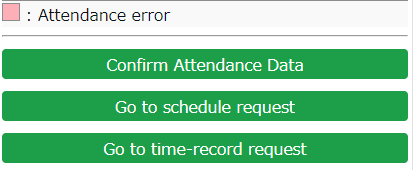 : Attendance error
Confirm Attendance Data
Go to schedule request
Go to time-record request